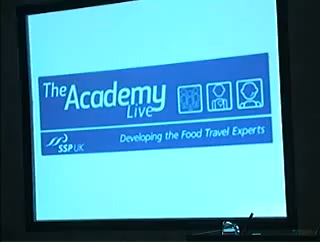 The
Academy
Live
SSP UK
Developing the Food Travel Experts